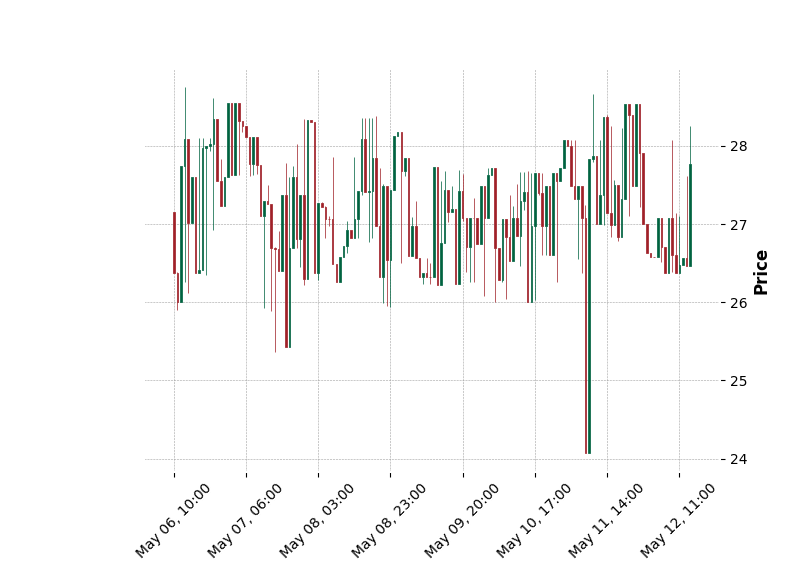 28
27
26
25
24
Price
May 06, 10:00
May 07, 06:00
May 08, 03:00
May 08, 23:00
May 09, 20:00
May 10, 17:00
May 11, 14:00
May 12, 11:00